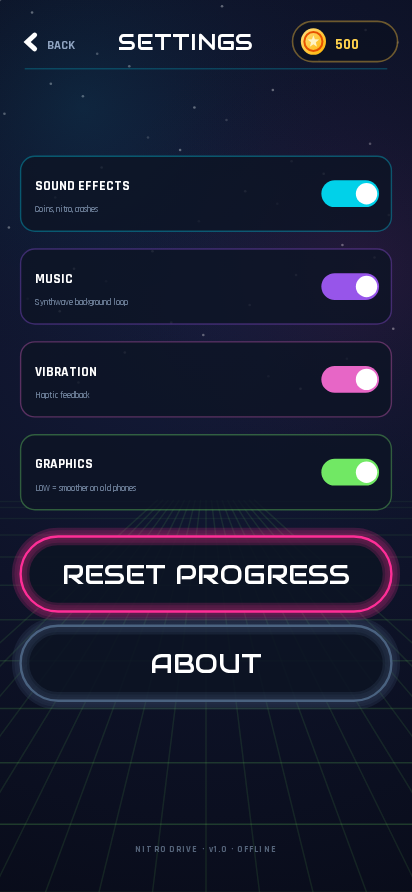 BACK
SETTINGS
500
SOUND EFFECTS
Coins, nitro, crashes
MUSIC
Synthwave background loop
VIBRATION
Haptic feedback
GRAPHICS
LOW = smoother on old phones
RESET PROGRESS
ABOUT
NITRO DRIVE · v1.0 · OFFLINE